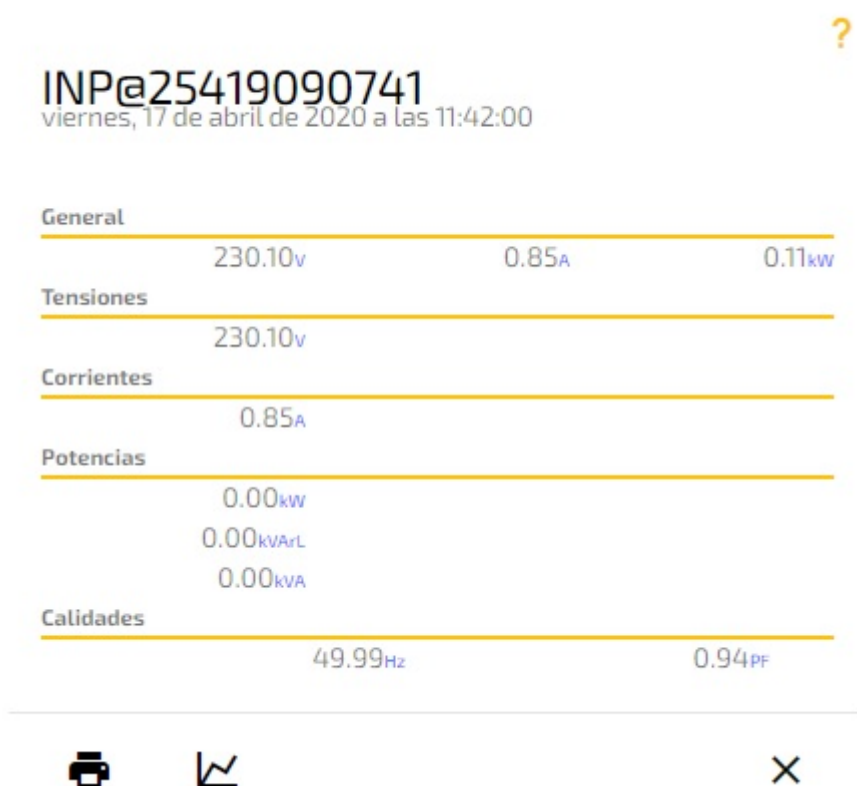 ?
INP@25419090741
viernes, 17 de abril de 2020 a las 11:42:00
General
230.10V 0.85A 0.11kW
Tensiones
230.10V
Corrientes
0.85A
Potencias
0.00kW
0.00kVArL
0.00kVA
Calidades
49.99Hz 0.94PF